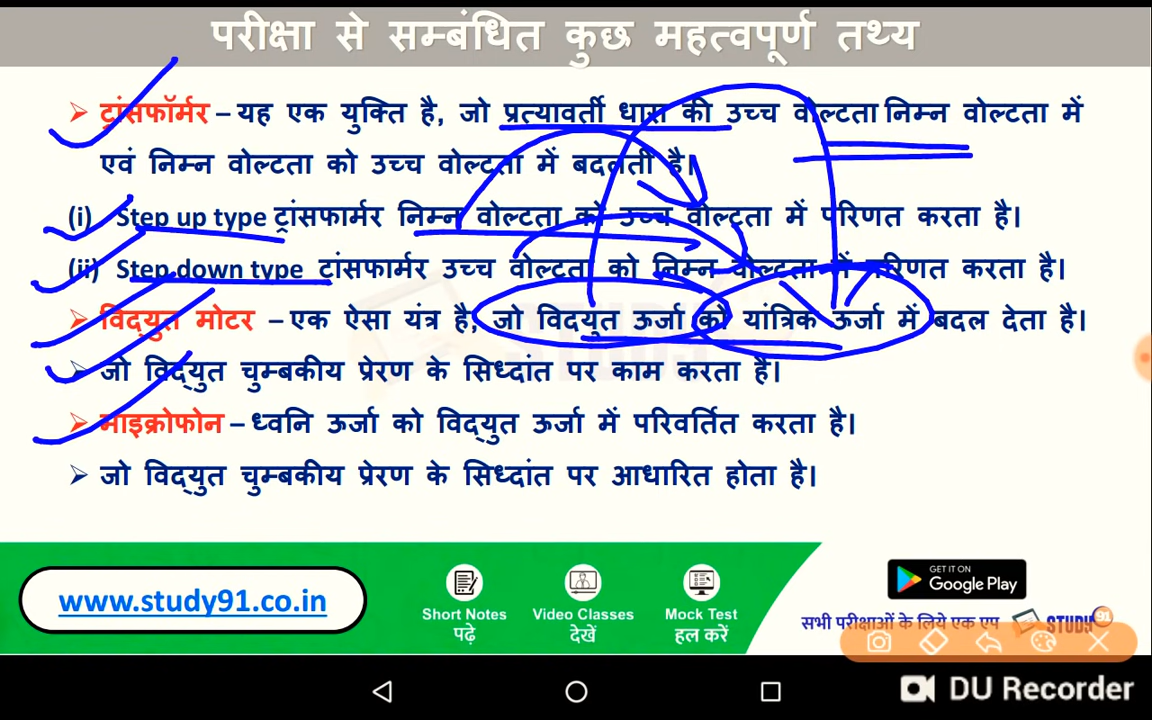 परीक्षा से सम्बंधित कुछ महत्वपूर्ण तथ्य
➢ ट्रांसफॉर्मर – यह एक युक्ति है, जो प्रत्यावर्ती धारा की उच्च वोल्टता निम्न वोल्टता में
एवं निम्न वोल्टता को उच्च वोल्टता में बदलती है।
(i) Step up type ट्रांसफार्मर निम्न वोल्टता को उच्च वोल्टता में परिणत करता है।
(ii) Step down type टांसफार्मर उच्च वोल्टता को निम्न वोल्टता में परिणत करता है।
➢ विद्युत मोटर – एक ऐसा यंत्र है, जो विद्युत ऊर्जा को यांत्रिक ऊर्जा में बदल देता है।
➢ जो विद्युत चुम्बकीय प्रेरण के सिध्दांत पर काम करता है।
➢ माइक्रोफोन – ध्वनि ऊर्जा को विद्युत ऊर्जा में परिवर्तित करता है।
➢ जो विद्युत चुम्बकीय प्रेरण के सिध्दांत पर आधारित होता है।
www.study91.co.in
Short Notes
पढ़े
Video Classes
देखें
Mock Test
हल करें
GET IT ON
Google Play
सभी परीक्षाओं के लिये एक एप
STUDY 91
DU Recorder